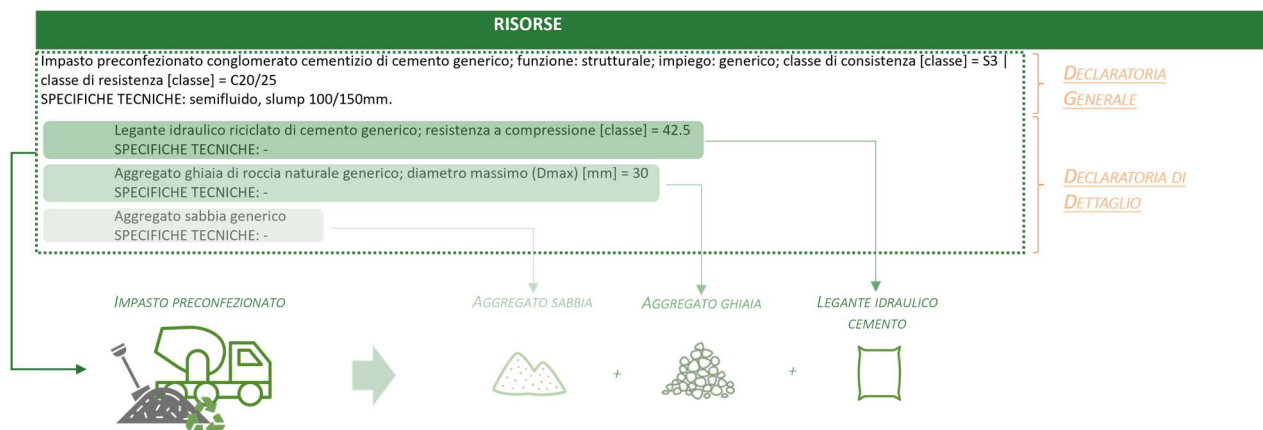 RISORSE
Impasto preconfezionato conglomerato cementizio di cemento generico; funzione: strutturale; impiego: generico; classe di consistenza [classe] = S3 |
classe di resistenza [classe] = C20/25
SPECIFICHE TECNICHE: semifluido, slump 100/150mm.
DECLARATORIA
GENERALE
Legante idraulico riciclato di cemento generico; resistenza a compressione [classe] = 42.5
SPECIFICHE TECNICHE: -
Aggregato ghiaia di roccia naturale generico; diametro massimo (Dmax) [mm] = 30
SPECIFICHE TECNICHE: -
Aggregato sabbia generico
SPECIFICHE TECNICHE: -
DECLARATORIA DI
DETTAGLIO
IMPASTO PRECONFEZIONATO
AGGREGATO SABBIA
AGGREGATO GHIAIA
LEGANTE IDRAULICO
CEMENTO
+
+